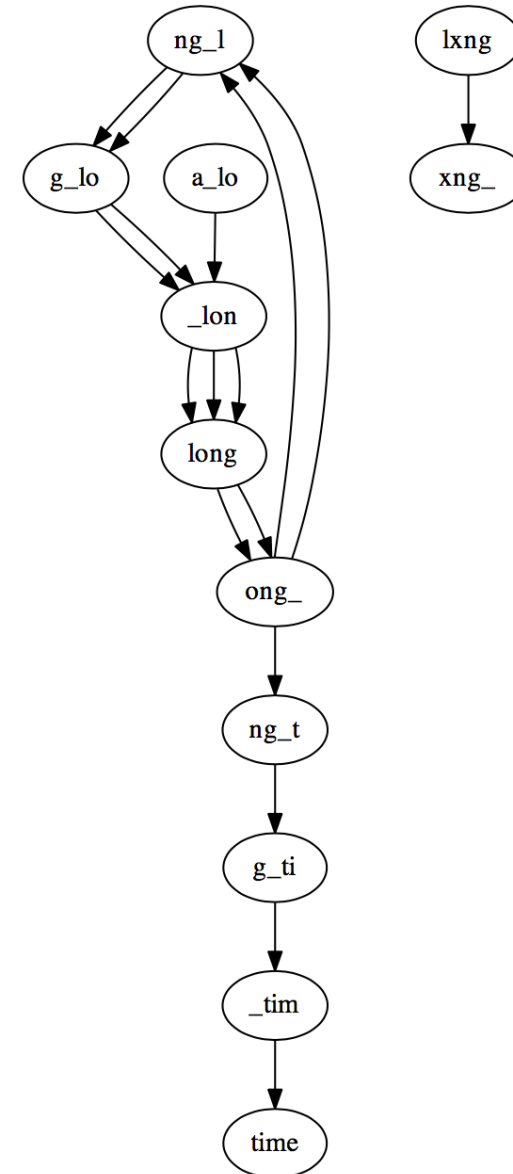 ng_l lxng
g_lo a_lo xng_
_lon
long
ong_
ng_t
g_ti
_tim
time